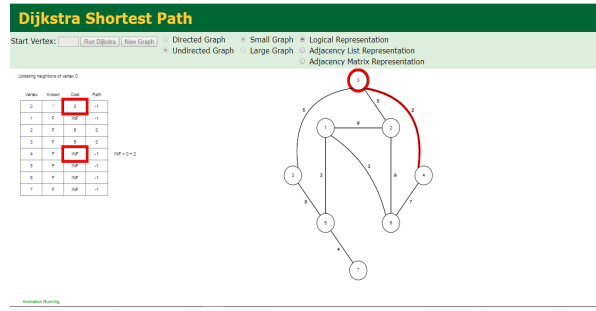 Dijkstra Shortest Path
Start Vertex: Run Dijkstra New Graph Directed Graph Small Graph Logical Representation
Undirected Graph Large Graph Adjacency List Representation
Adjacency Matrix Representation
Updating neighbors of vertex 0
Vertex Known Cost Path
0 T 0 -1
1 F INF -1
2 F 5 0
3 F 5 0
4 F INF -1 INF > 0 + 2
5 F INF -1
6 F INF -1
7 F INF -1
0
5 5 2
1 9 2
3
3 3 9 4
8 7
5 6
4
7
Animation Running